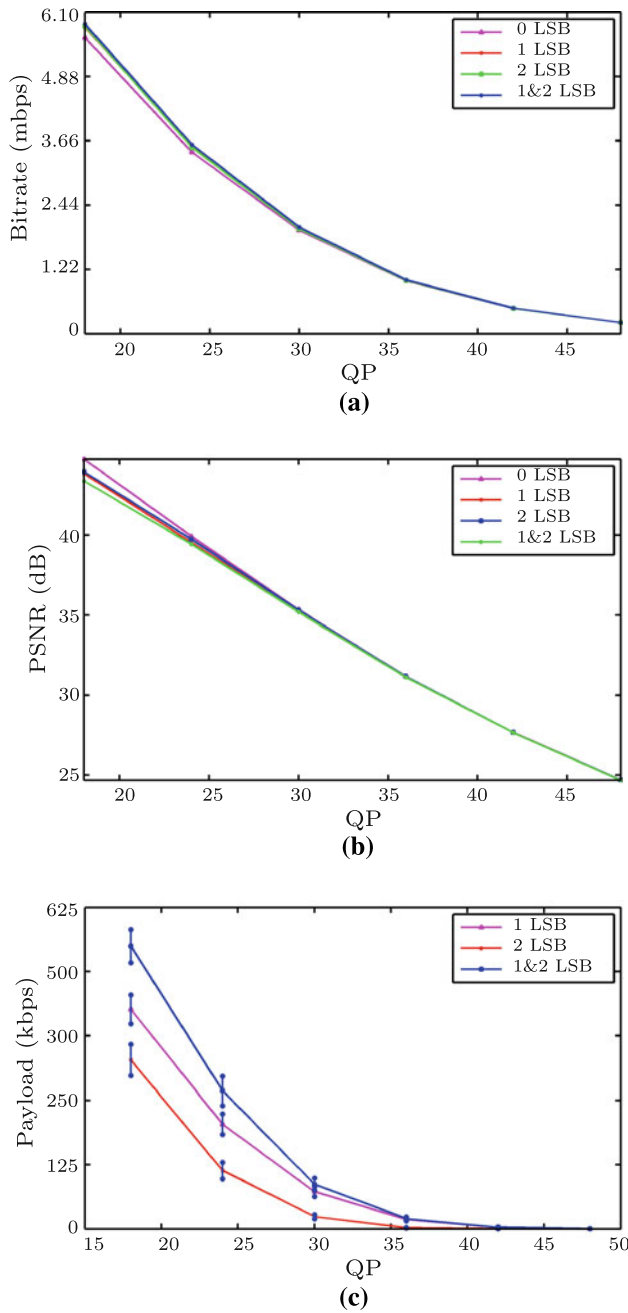 6.10
4.88
3.66
2.44
1.22
0
Bitrate (mbps)
0 LSB
1 LSB
2 LSB
1&2 LSB
20 25 30 35 40 45
QP
(a)
40
35
30
25
PSNR (dB)
0 LSB
1 LSB
2 LSB
1&2 LSB
20 25 30 35 40 45
QP
(b)
625
500
300
250
125
0
Payload (kbps)
1 LSB
2 LSB
1&2 LSB
15 20 25 30 35 40 45 50
QP
(c)